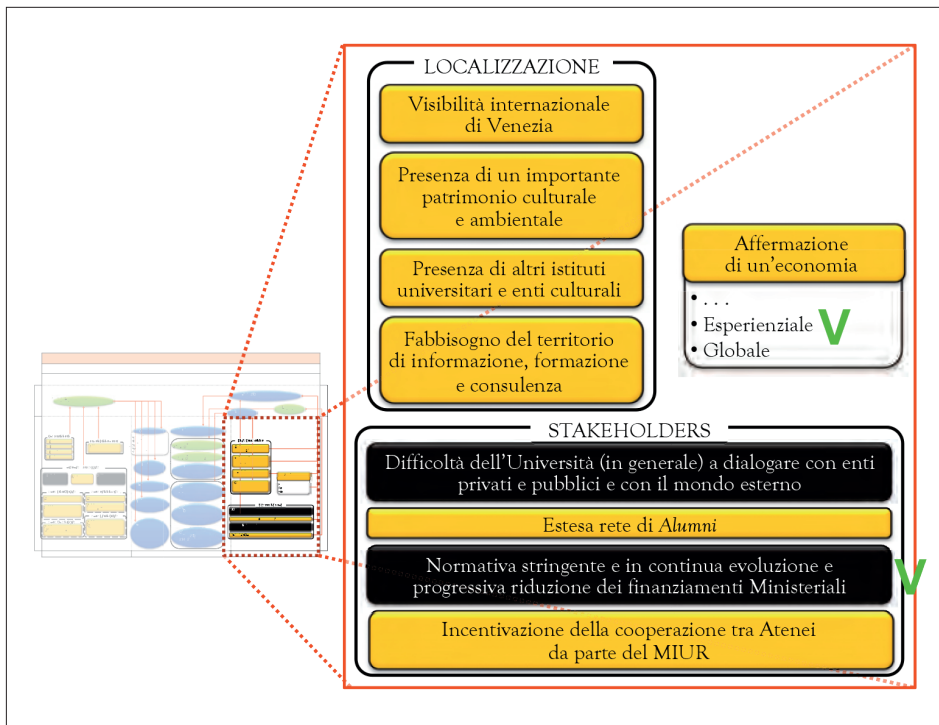 LOCALIZZAZIONE
Visibilità internazionale
di Venezia
Presenza di un importante
patrimonio culturale
e ambientale
Presenza di altri istituti
universitari e enti culturali
Fabbisogno del territorio
di informazione, formazione
e consulenza
Affermazione
di un'economia
• . . .
• Esperienziale
• Globale
V
STAKEHOLDERS
Difficoltà dell'Università (in generale) a dialogare con enti
privati e pubblici e con il mondo esterno
Estesa rete di Alumni
Normativa stringente e in continua evoluzione e
progressiva riduzione dei finanziamenti Ministeriali
V
Incentivazione della cooperazione tra Atenei
da parte del MIUR